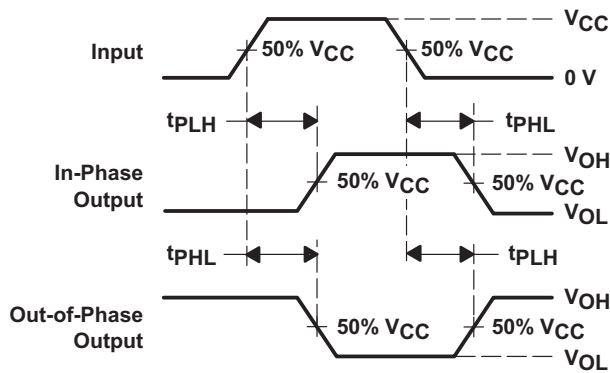 VCC
Input
50% VCC
50% VCC
0 V
tPLH
tPHL
VOH
In-Phase
Output
50% VCC
50% VCC
VOL
tPHL
tPLH
VOH
Out-of-Phase
Output
50% VCC
50% VCC
VOL